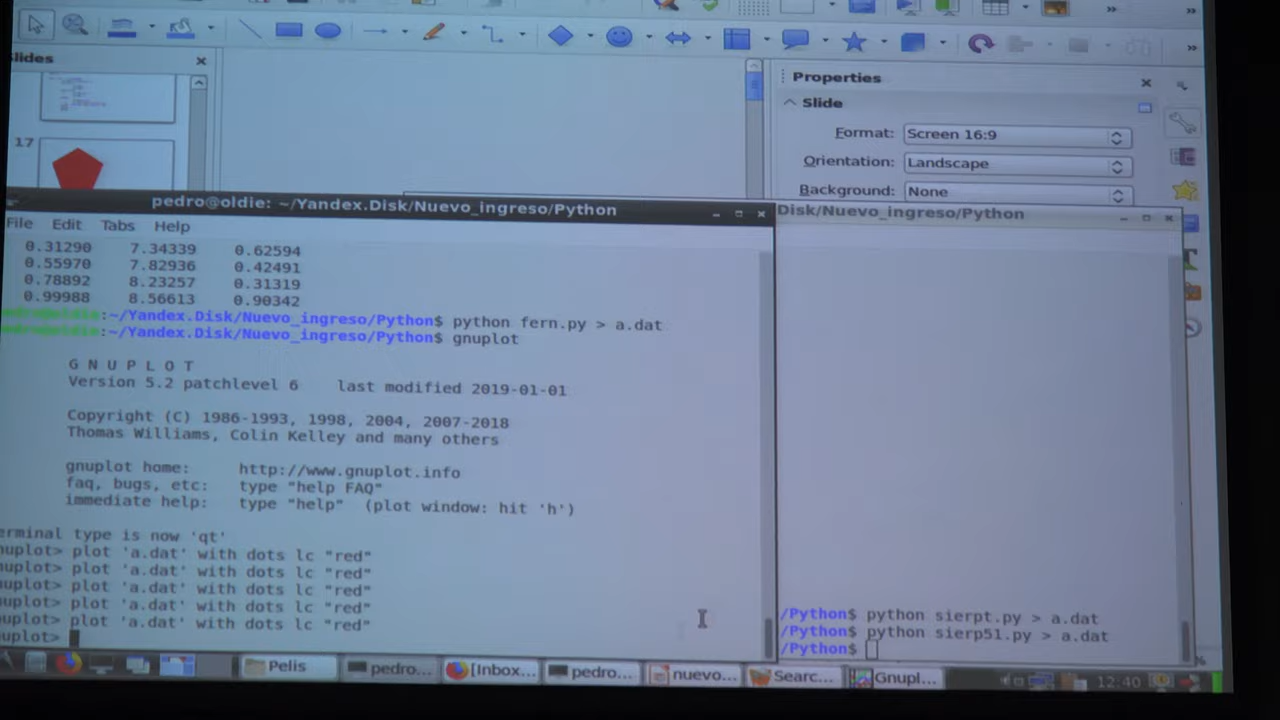 lides
17
Properties
Slide
Format: Screen 16:9
Orientation: Landscape
Background: None
pedro@oldie: ~/Yandex.Disk/Nuevo_ingreso/Python
File Edit Tabs Help
0.31290 7.34339 0.62594
0.55970 7.82936 0.42491
0.78892 8.23257 0.31319
0.99988 8.56613 0.90342
:~/Yandex.Disk/Nuevo_ingreso/Python$ python fern.py > a.dat
:~/Yandex.Disk/Nuevo_ingreso/Python$ gnuplot
G N U P L O T
Version 5.2 patchlevel 6 last modified 2019-01-01
Copyright (C) 1986-1993, 1998, 2004, 2007-2018
Thomas Williams, Colin Kelley and many others
gnuplot home: http://www.gnuplot.info
faq, bugs, etc: type "help FAQ"
immediate help: type "help" (plot window: hit 'h')
erminal type is now 'qt'
nuplot> plot 'a.dat' with dots lc "red"
nuplot> plot 'a.dat' with dots lc "red"
nuplot> plot 'a.dat' with dots lc "red"
nuplot> plot 'a.dat' with dots lc "red"
nuplot> plot 'a.dat' with dots lc "red"
nuplot>
Disk/Nuevo_ingreso/Python
/Python$ python sierpt.py > a.dat
/Python$ python sierp51.py > a.dat
/Python$
Pelis
pedro...
[Inbox...
pedro...
nuevo...
Searc...
Gnupl...
12:40